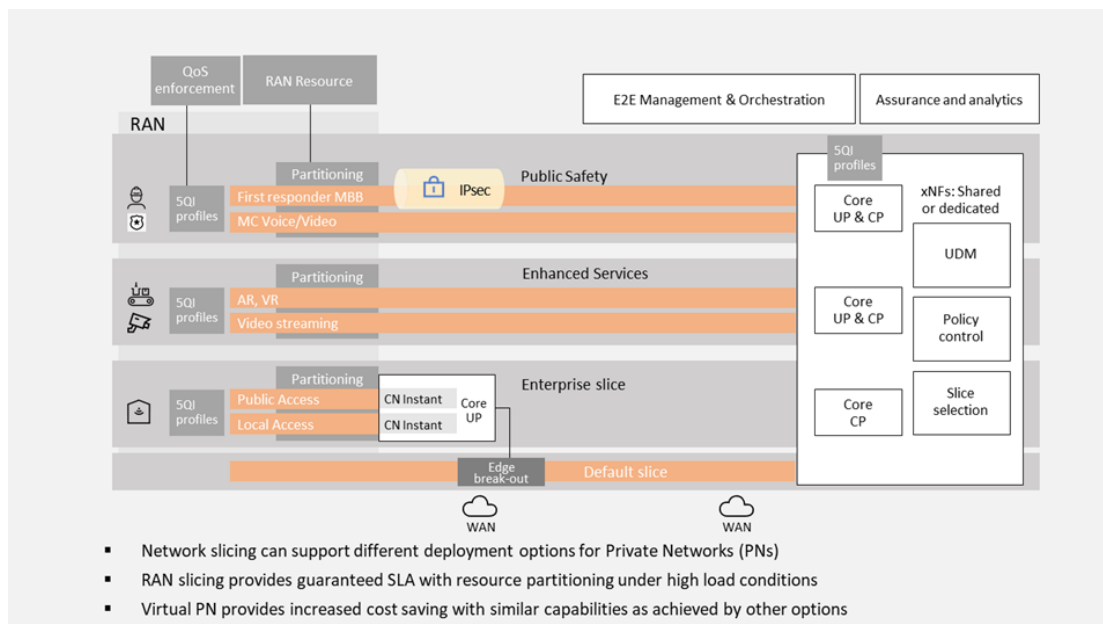 QoS
enforcement
RAN Resource
E2E Management & Orchestration
Assurance and analytics
RAN
5QI
profiles
Partitioning
Public Safety
First responder MBB
IPsec
5QI
profiles
MC Voice/Video
Core
UP & CP
xNFs: Shared
or dedicated
UDM
Partitioning
Enhanced Services
5QI
profiles
AR, VR
Video streaming
Core
UP & CP
Policy
control
Partitioning
Enterprise slice
5QI
profiles
Public Access
CN Instant
Local Access
CN Instant
Core
UP
Core
CP
Slice
selection
Edge
break-out
Default slice
WAN
WAN
▪ Network slicing can support different deployment options for Private Networks (PNs)
▪ RAN slicing provides guaranteed SLA with resource partitioning under high load conditions
▪ Virtual PN provides increased cost saving with similar capabilities as achieved by other options